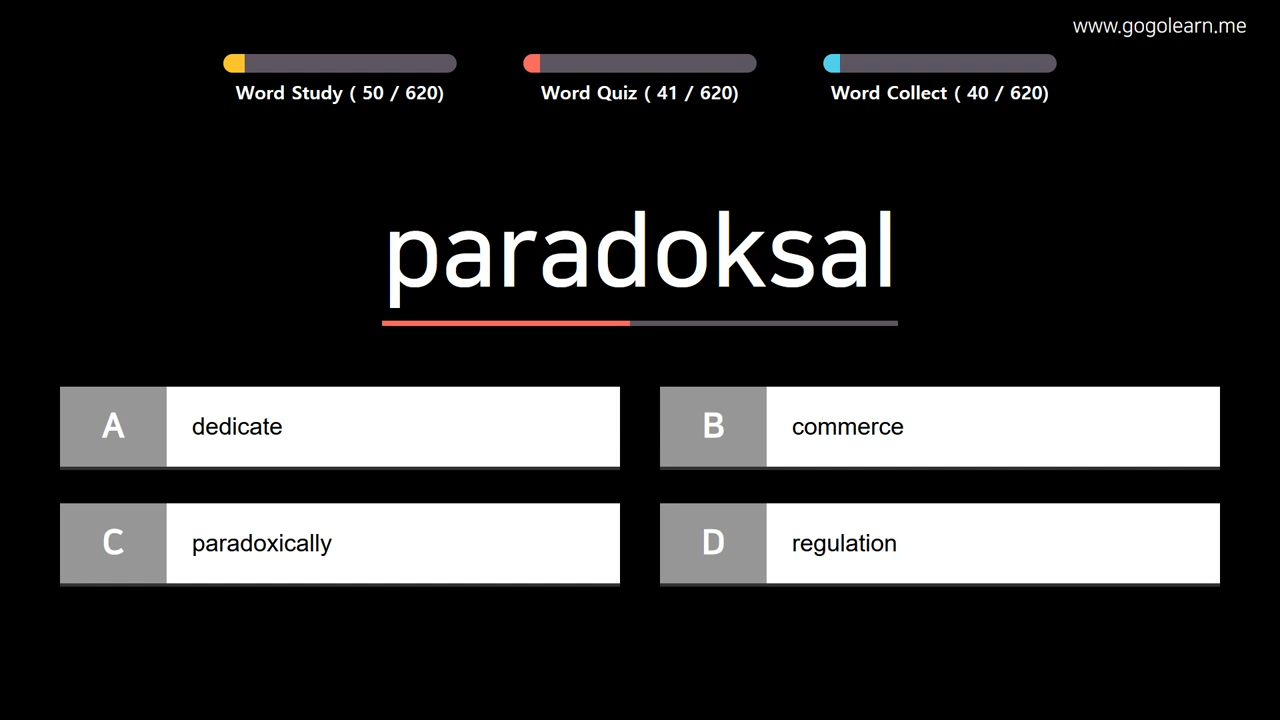 www.gogolearn.me
Word Study ( 50 / 620)
Word Quiz ( 41 / 620)
Word Collect ( 40 / 620)
paradoksal
A dedicate
B commerce
C paradoxically
D regulation